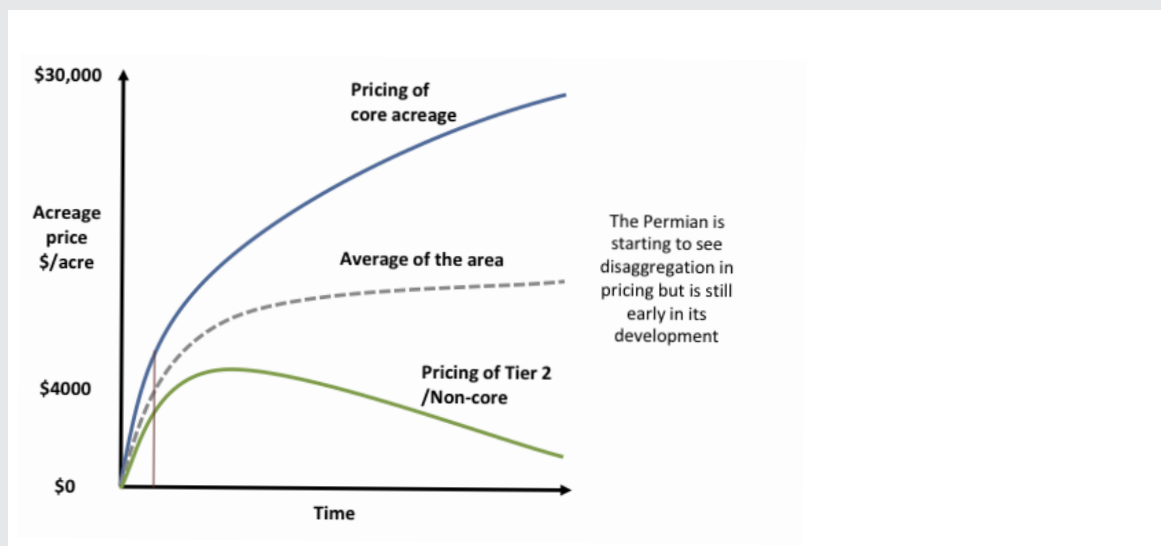 $30,000
Pricing of
core acreage
Acreage
price
$/acre
Average of the area
The Permian is
starting to see
disaggregation in
pricing but is still
early in its
development
$4000
Pricing of Tier 2
/Non-core
$0
Time